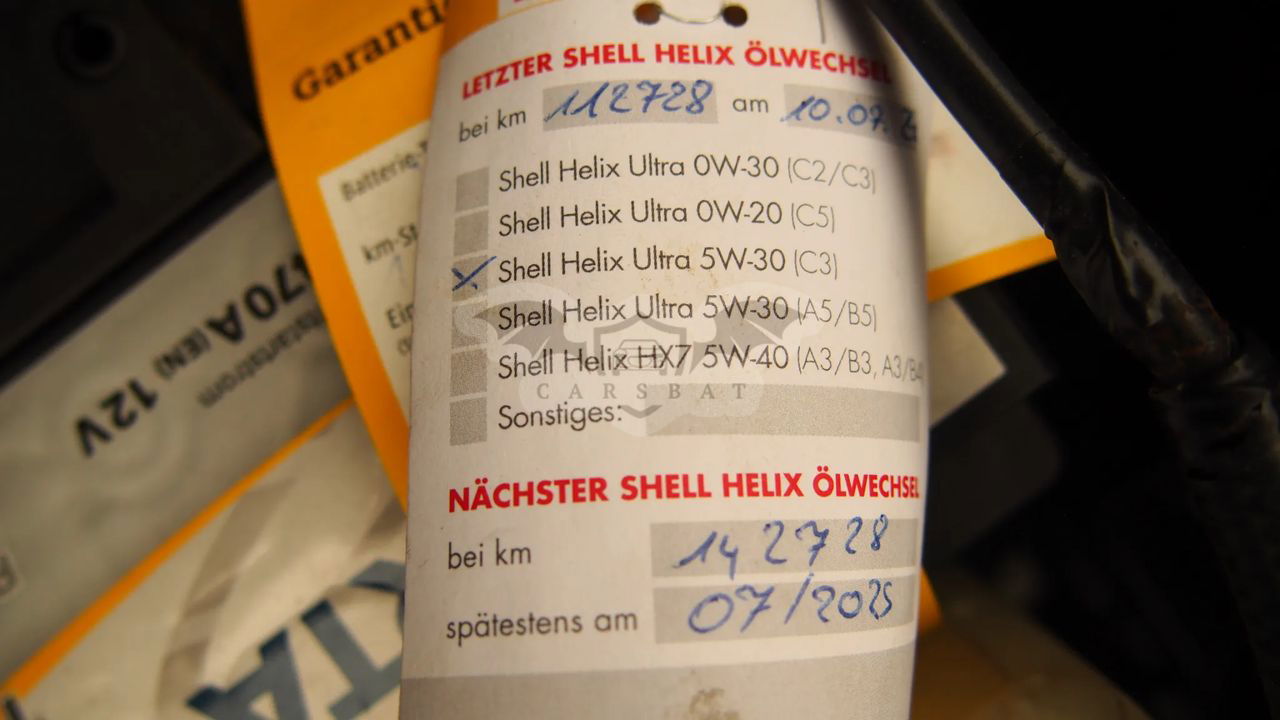 Garantie
LETZTER SHELL HELIX ÖLWECHSEL
bei km 112728 am 10.07.
Shell Helix Ultra 0W-30 (C2/C3)
Shell Helix Ultra 0W-20 (C5)
Shell Helix Ultra 5W-30 (C3)
Shell Helix Ultra 5W-30 (A5/B5)
Shell Helix HX7 5W-40 (A3/B3, A3/B4
Sonstiges:
NÄCHSTER SHELL HELIX ÖLWECHSEL
bei km 142728
spätestens am 07/2025
km-St
70A (EN) 12V
CARSBAT